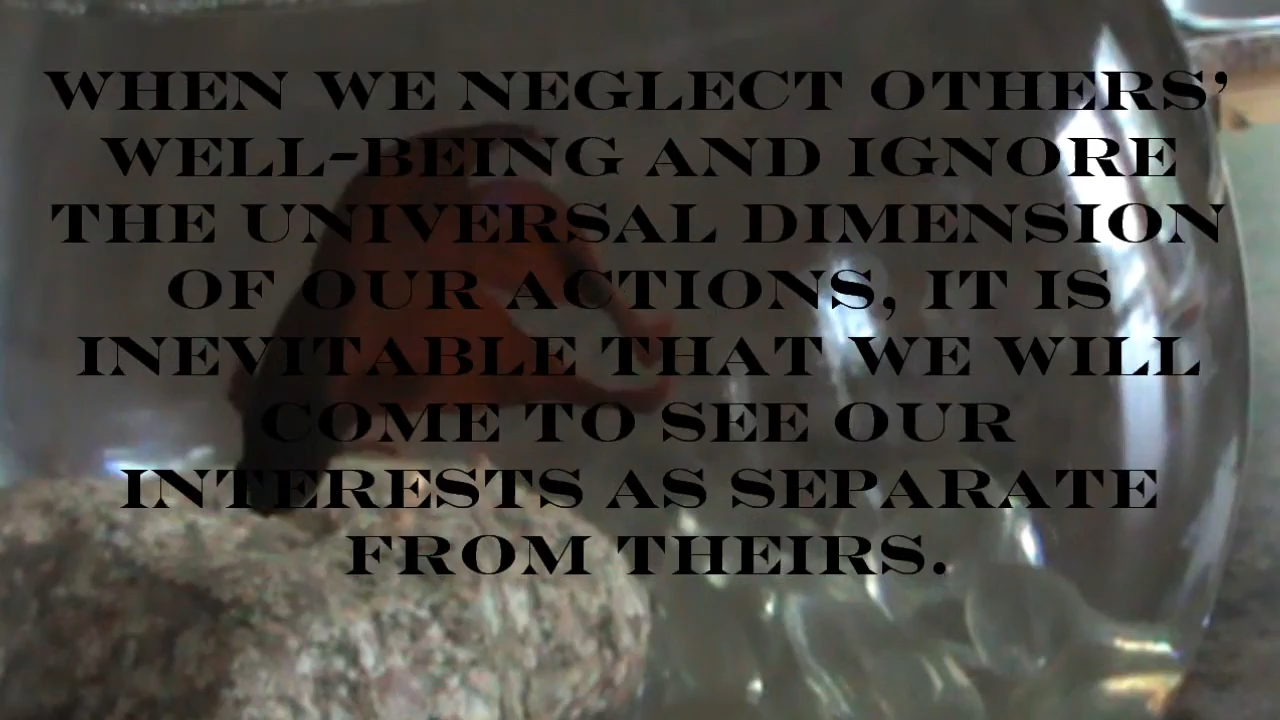 WHEN WE NEGLECT OTHERS'
WELL-BEING AND IGNORE
THE UNIVERSAL DIMENSION
OF OUR ACTIONS, IT IS
INEVITABLE THAT WE WILL
COME TO SEE OUR
INTERESTS AS SEPARATE
FROM THEIRS.